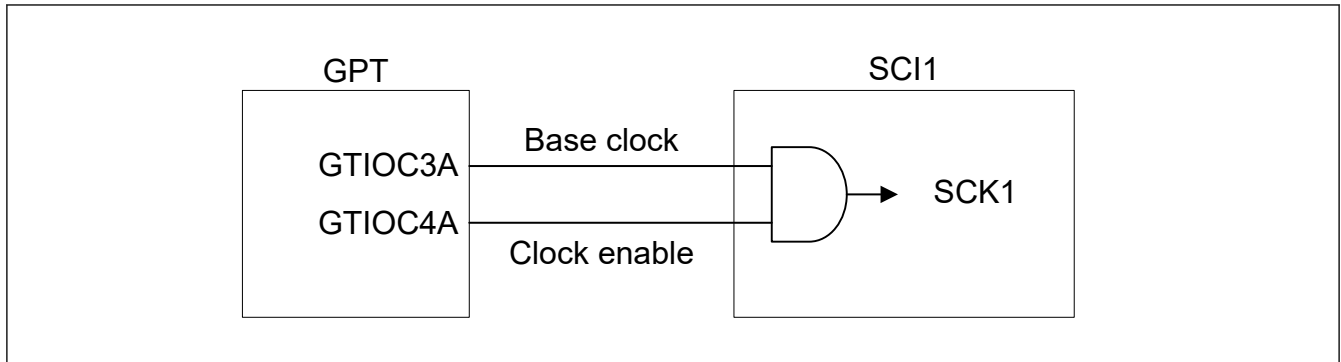 GPT
SCI1
GTIOC3A
Base clock
SCK1
GTIOC4A
Clock enable